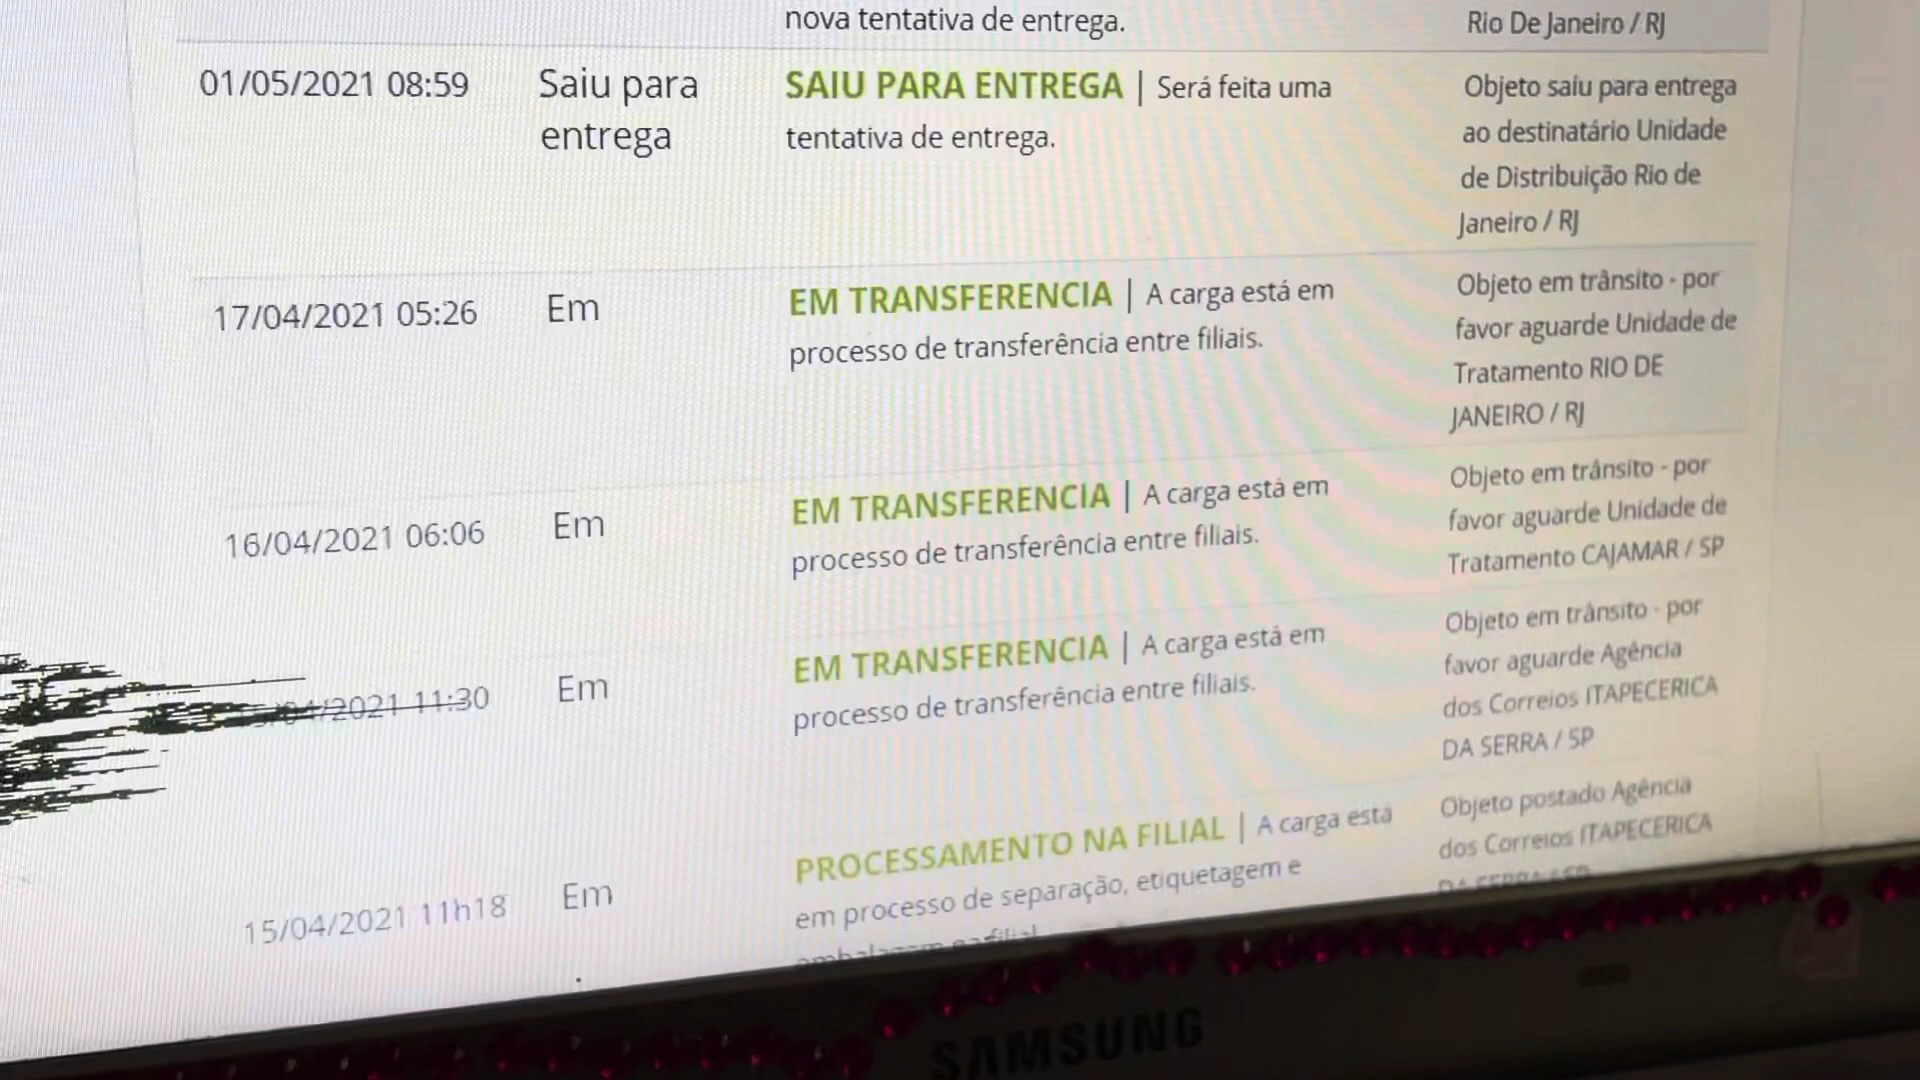 nova tentativa de entrega.
Rio De Janeiro / RJ
01/05/2021 08:59
Saiu para
entrega
SAIU PARA ENTREGA | Será feita uma
tentativa de entrega.
Objeto saiu para entrega
ao destinatário Unidade
de Distribuição Rio de
Janeiro / RJ
17/04/2021 05:26
Em
EM TRANSFERENCIA | A carga está em
processo de transferência entre filiais.
Objeto em trânsito - por
favor aguarde Unidade de
Tratamento RIO DE
JANEIRO / RJ
16/04/2021 06:06
Em
EM TRANSFERENCIA | A carga está em
processo de transferência entre filiais.
Objeto em trânsito - por
favor aguarde Unidade de
Tratamento CAJAMAR / SP
/04/2021 11:30
Em
EM TRANSFERENCIA | A carga está em
processo de transferência entre filiais.
Objeto em trânsito - por
favor aguarde Agência
dos Correios ITAPECERICA
DA SERRA / SP
15/04/2021 11h18
Em
PROCESSAMENTO NA FILIAL | A carga está
em processo de separação, etiquetagem e
embalagem na filial
Objeto postado Agência
dos Correios ITAPECERICA
DA SERRA / SP
SAMSUNG